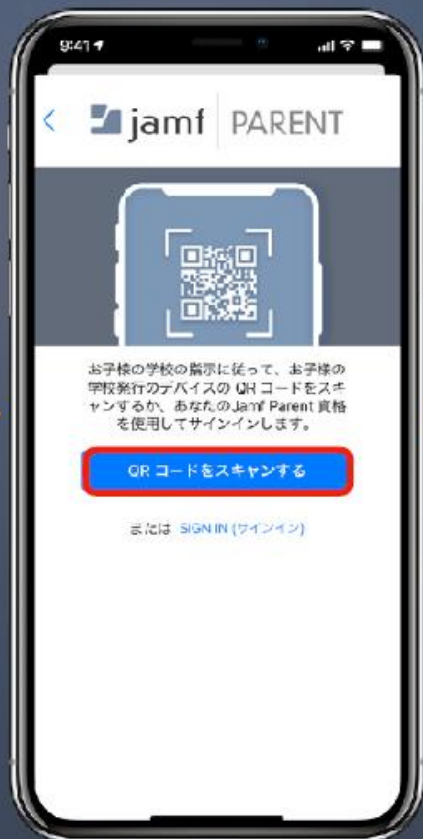 9:41
jamf PARENT
お子様の学校の指示に従って、お子様の
学校発行のデバイスの QR コードをスキ
ャンするか、あなたのJamf Parent 資格
を使用してサインインします。
QR コードをスキャンする
または SIGN IN (サインイン)